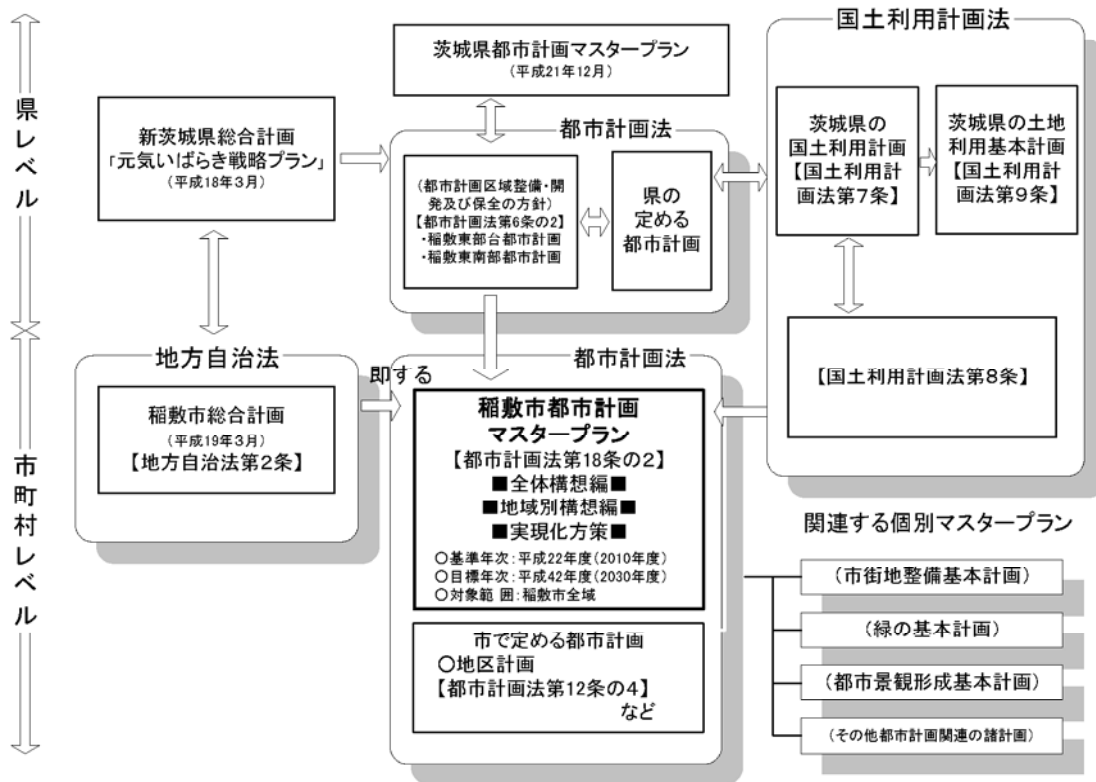 県レベル
市町村レベル
茨城県都市計画マスタープラン
(平成21年12月)
新茨城県総合計画
「元気いばらき戦略プラン」
(平成18年3月)
都市計画法
(都市計画区域整備・開
発及び保全の方針)
【都市計画法第6条の2】
・稲敷東部台都市計画
・稲敷東南部都市計画
県の
定める
都市計画
国土利用計画法
茨城県の
国土利用計画
【国土利用計
画法第7条】
茨城県の土地
利用基本計画
【国土利用計
画法第9条】
【国土利用計画法第8条】
地方自治法
稲敷市総合計画
(平成19年3月)
【地方自治法第2条】
即する
都市計画法
稲敷市都市計画
マスタープラン
【都市計画法第18条の2】
■全体構想編■
■地域別構想編■
■実現化方策■
○基準年次:平成22年度(2010年度)
○目標年次:平成42年度(2030年度)
○対象範 囲:稲敷市全域
市で定める都市計画
○地区計画
【都市計画法第12条の4】
など
関連する個別マスタープラン
(市街地整備基本計画)
(緑の基本計画)
(都市景観形成基本計画)
(その他都市計画関連の諸計画)